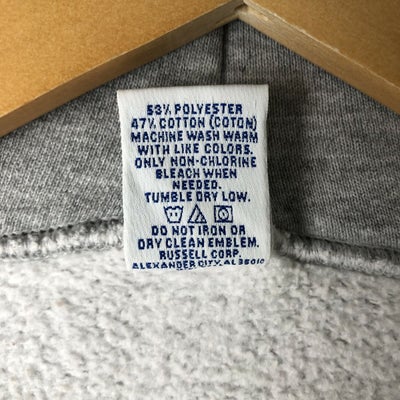 53% POLYESTER
47% COTTON (COTON)
MACHINE WASH WARM
WITH LIKE COLORS.
ONLY NON-CHLORINE
BLEACH WHEN
NEEDED.
TUMBLE DRY LOW.
DO NOT IRON OR
DRY CLEAN EMBLEM.
RUSSELL CORP.
ALEXANDER CITY, AL 35010